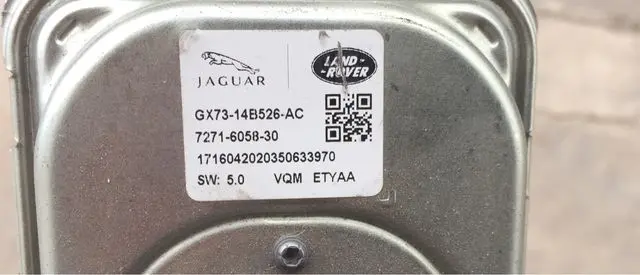 JAGUAR
LAND
ROVER
GX73-14B526-AC
7271-6058-30
1716042020350633970
SW: 5.0 VQM ETYAA